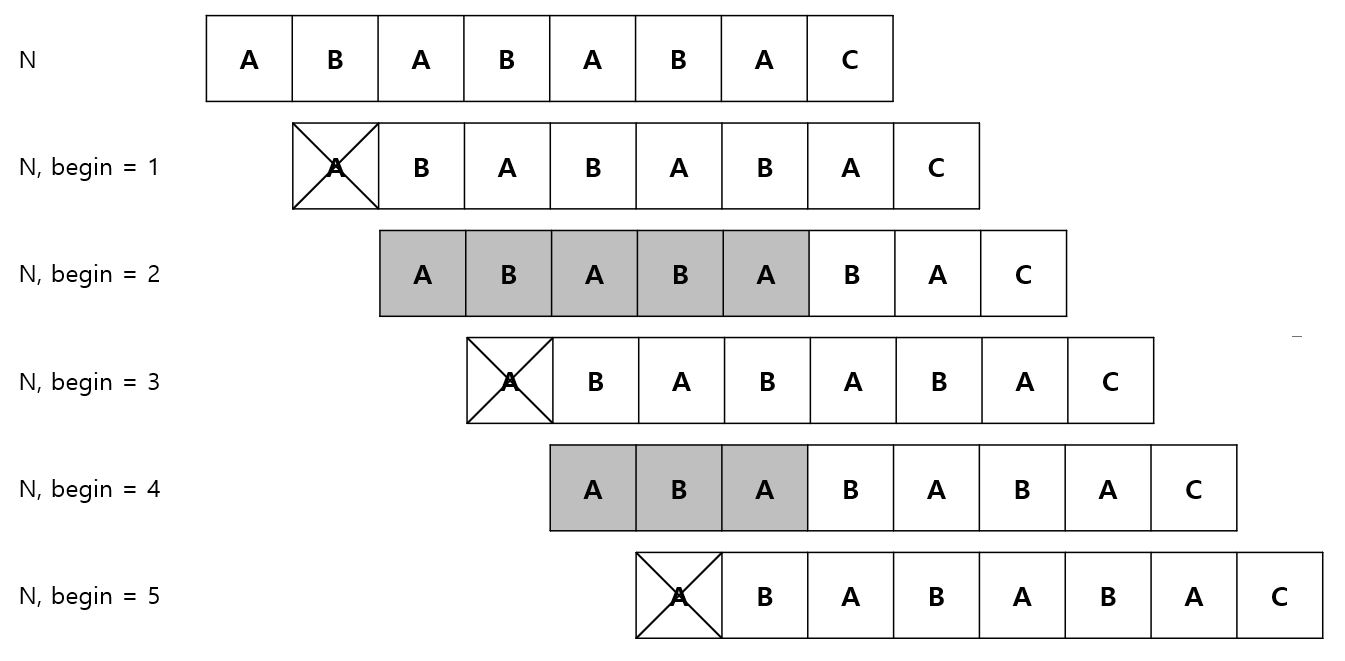 N A B A B A B A C
N, begin = 1 A B A B A B A C
N, begin = 2 A B A B A B A C
N, begin = 3 A B A B A B A C
N, begin = 4 A B A B A B A C
N, begin = 5 A B A B A B A C